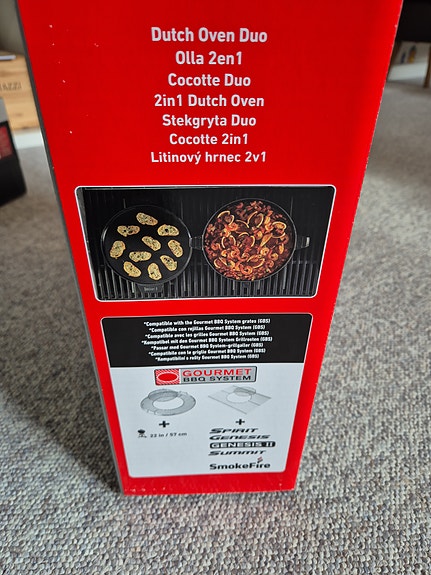 Dutch Oven Duo
Olla 2en1
Cocotte Duo
2in1 Dutch Oven
Stekgryta Duo
Cocotte 2in1
Litinový hrnec 2v1
*Compatible with the Gourmet BBQ System grates (GBS)
*Compatible con rejillas Gourmet BBQ System (GBS)
*Compatible avec les grilles Gourmet BBQ System (GBS)
*Kompatibel mit den Gourmet BBQ System Grillrosten (GBS)
*Passar med Gourmet BBQ System-grillgaller (GBS)
*Compatibile con le griglie Gourmet BBQ System (GBS)
*Kompatibilní s rošty Gourmet BBQ System (GBS)
GOURMET
BBQ SYSTEM
+
+
22 in / 57 cm
SPIRIT
GENESIS
GENESIS II
SUMMIT
SmokeFire